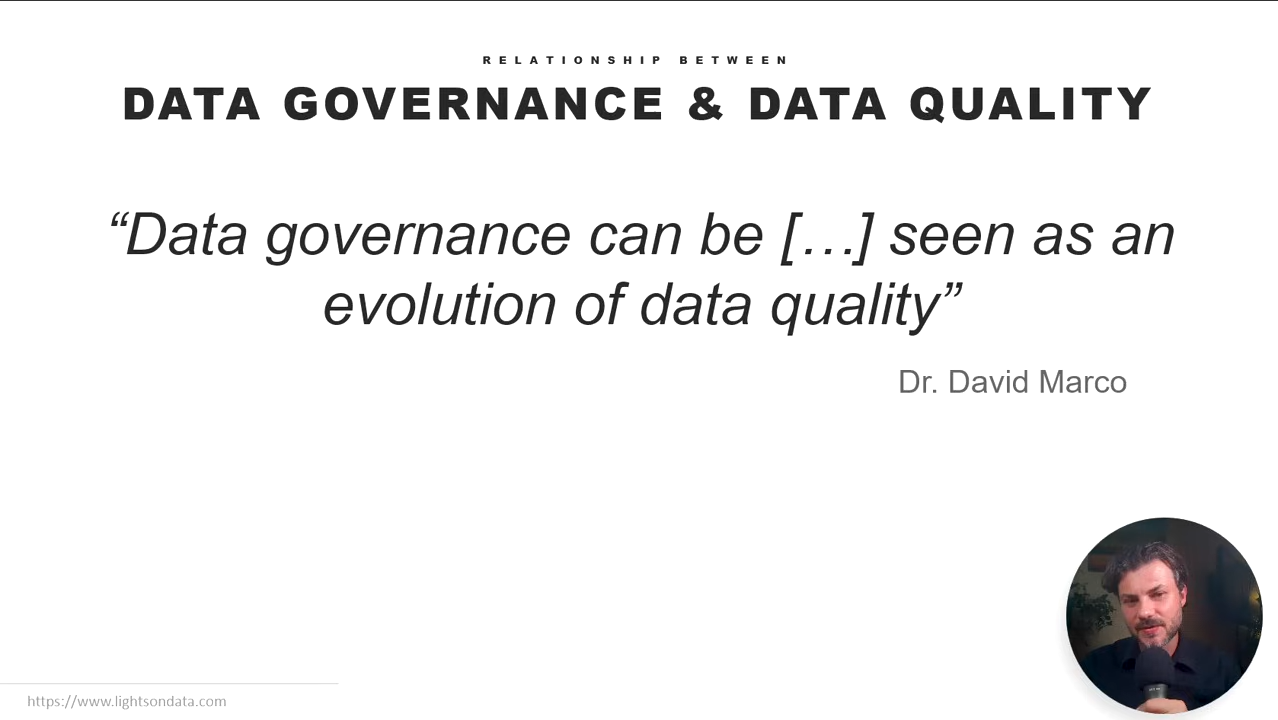 RELATIONSHIP BETWEEN
DATA GOVERNANCE & DATA QUALITY
“Data governance can be […] seen as an
evolution of data quality”
Dr. David Marco
https://www.lightsondata.com